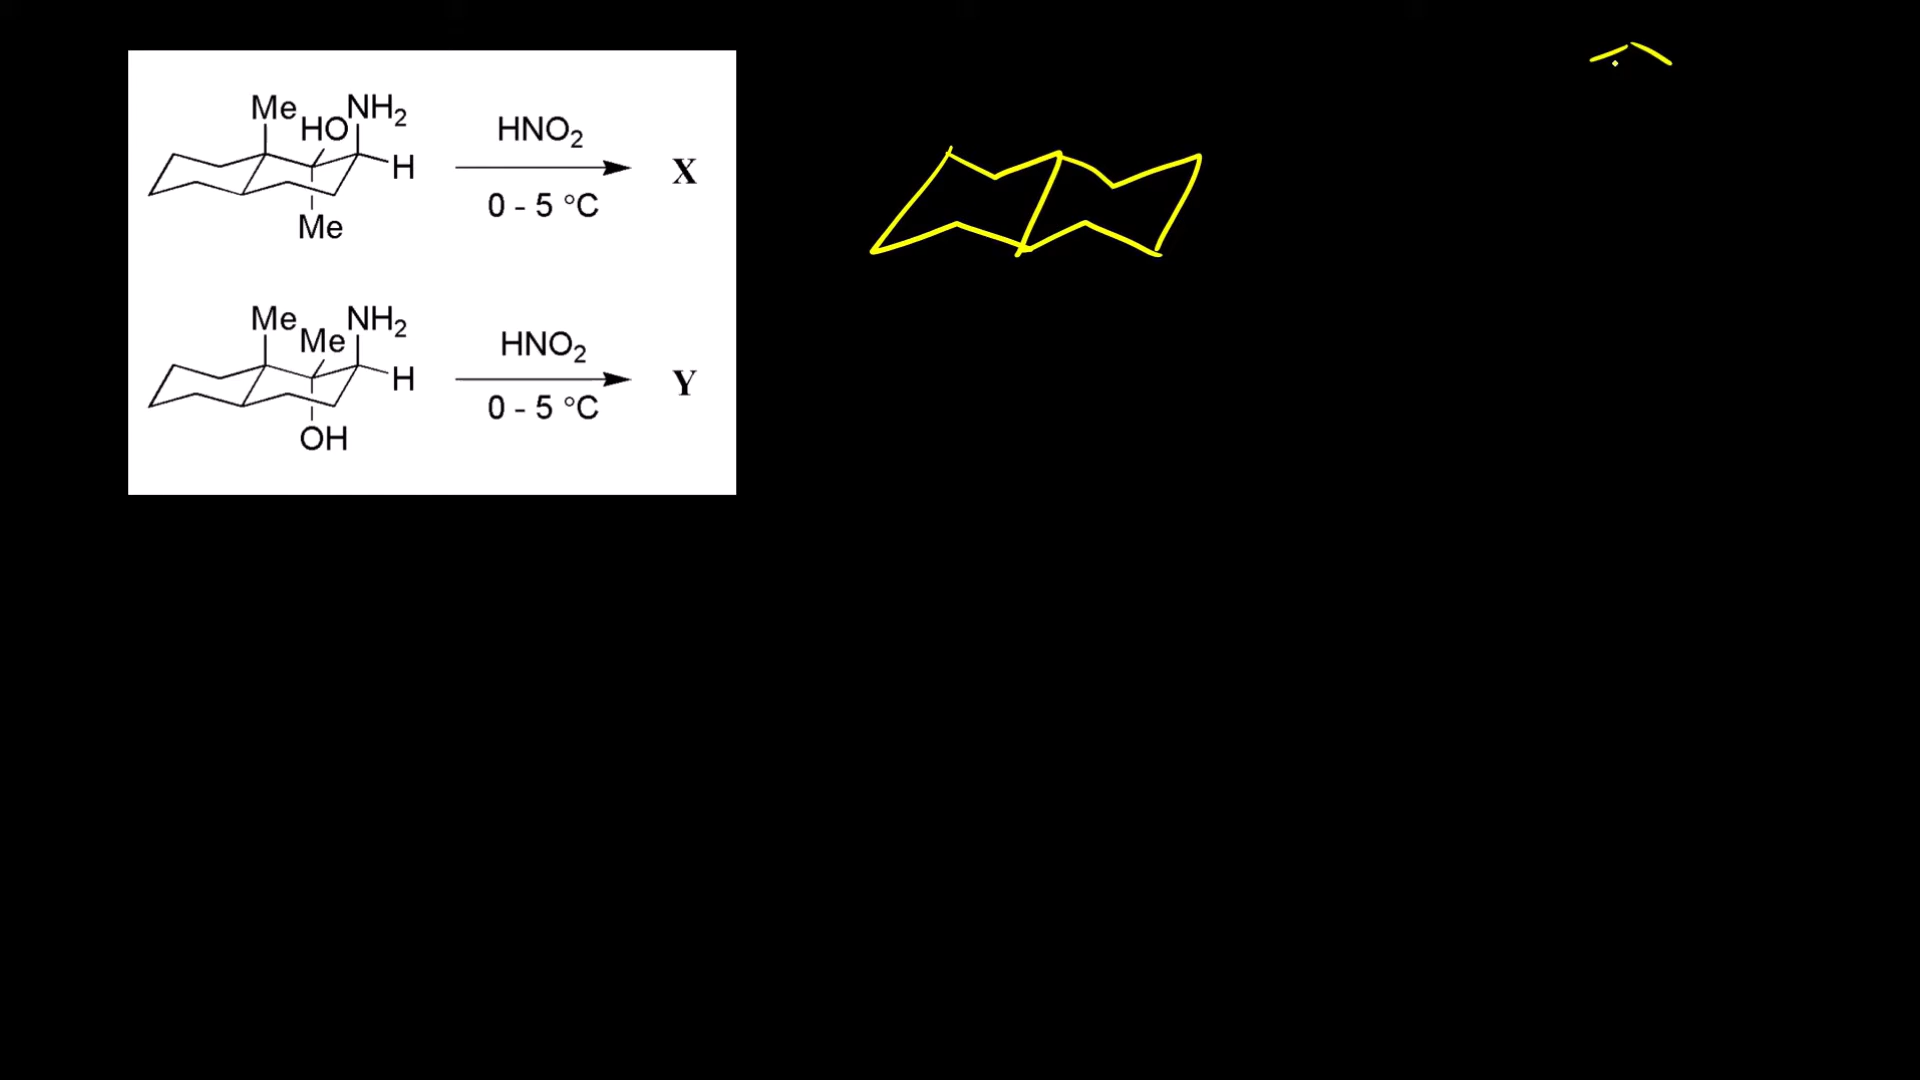 Me HO NH₂
H
Me
HNO₂
0 - 5 °C
X
Me Me NH₂
H
OH
HNO₂
0 - 5 °C
Y